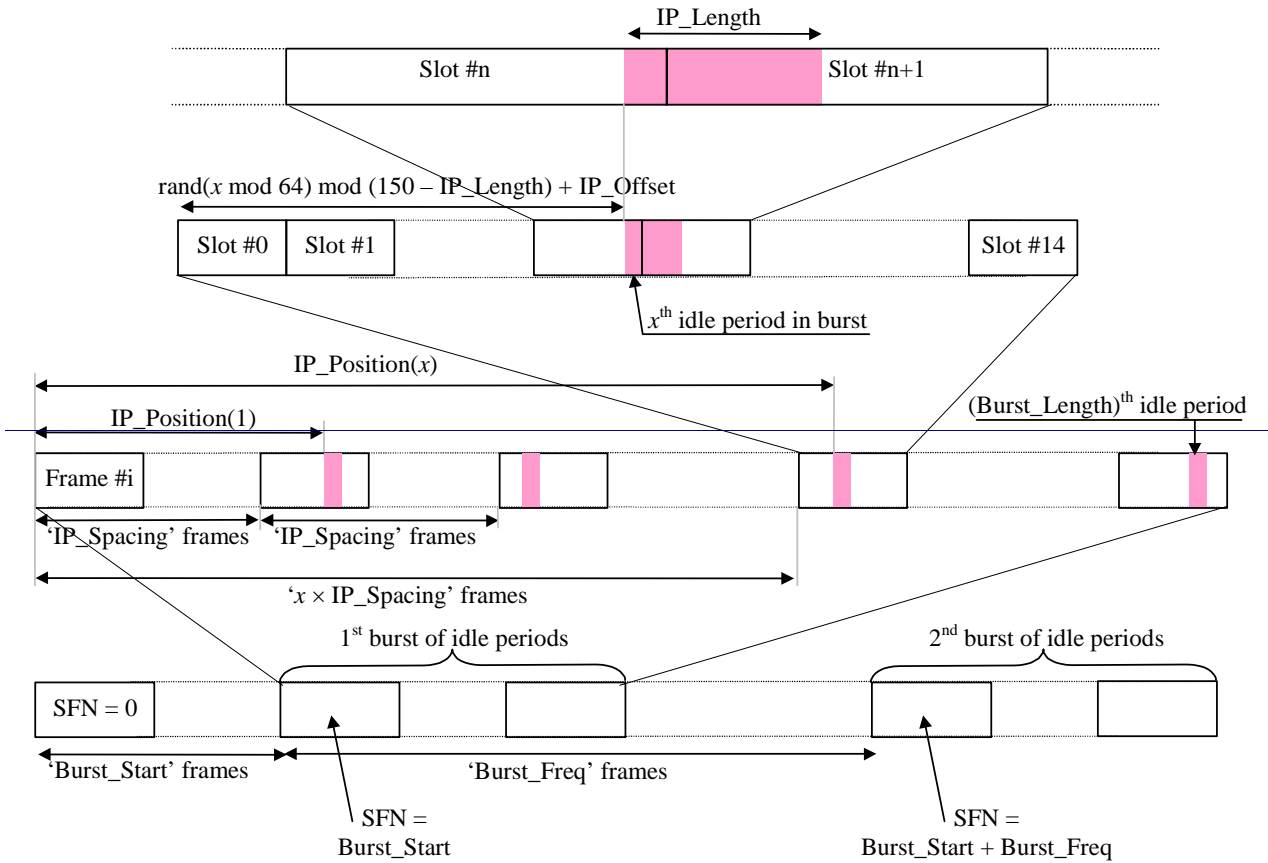 IP_Length
Slot #n
Slot #n+1
rand(x mod 64) mod (150 – IP_Length) + IP_Offset
Slot #0
Slot #1
Slot #14
xth idle period in burst
IP_Position(x)
IP_Position(1)
(Burst_Length)th idle period
Frame #i
‘IP_Spacing’ frames
‘IP_Spacing’ frames
‘x × IP_Spacing’ frames
1st burst of idle periods
2nd burst of idle periods
SFN = 0
‘Burst_Start’ frames
‘Burst_Freq’ frames
SFN =
Burst_Start
SFN =
Burst_Start + Burst_Freq